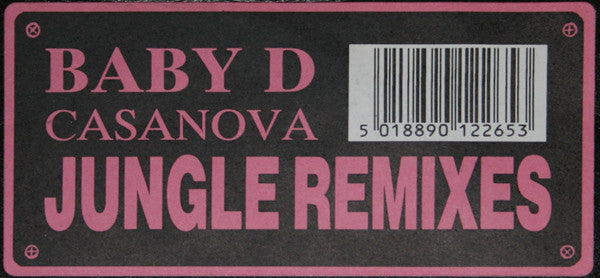 BABY D
CASANOVA
5 018890 122653
JUNGLE REMIXES